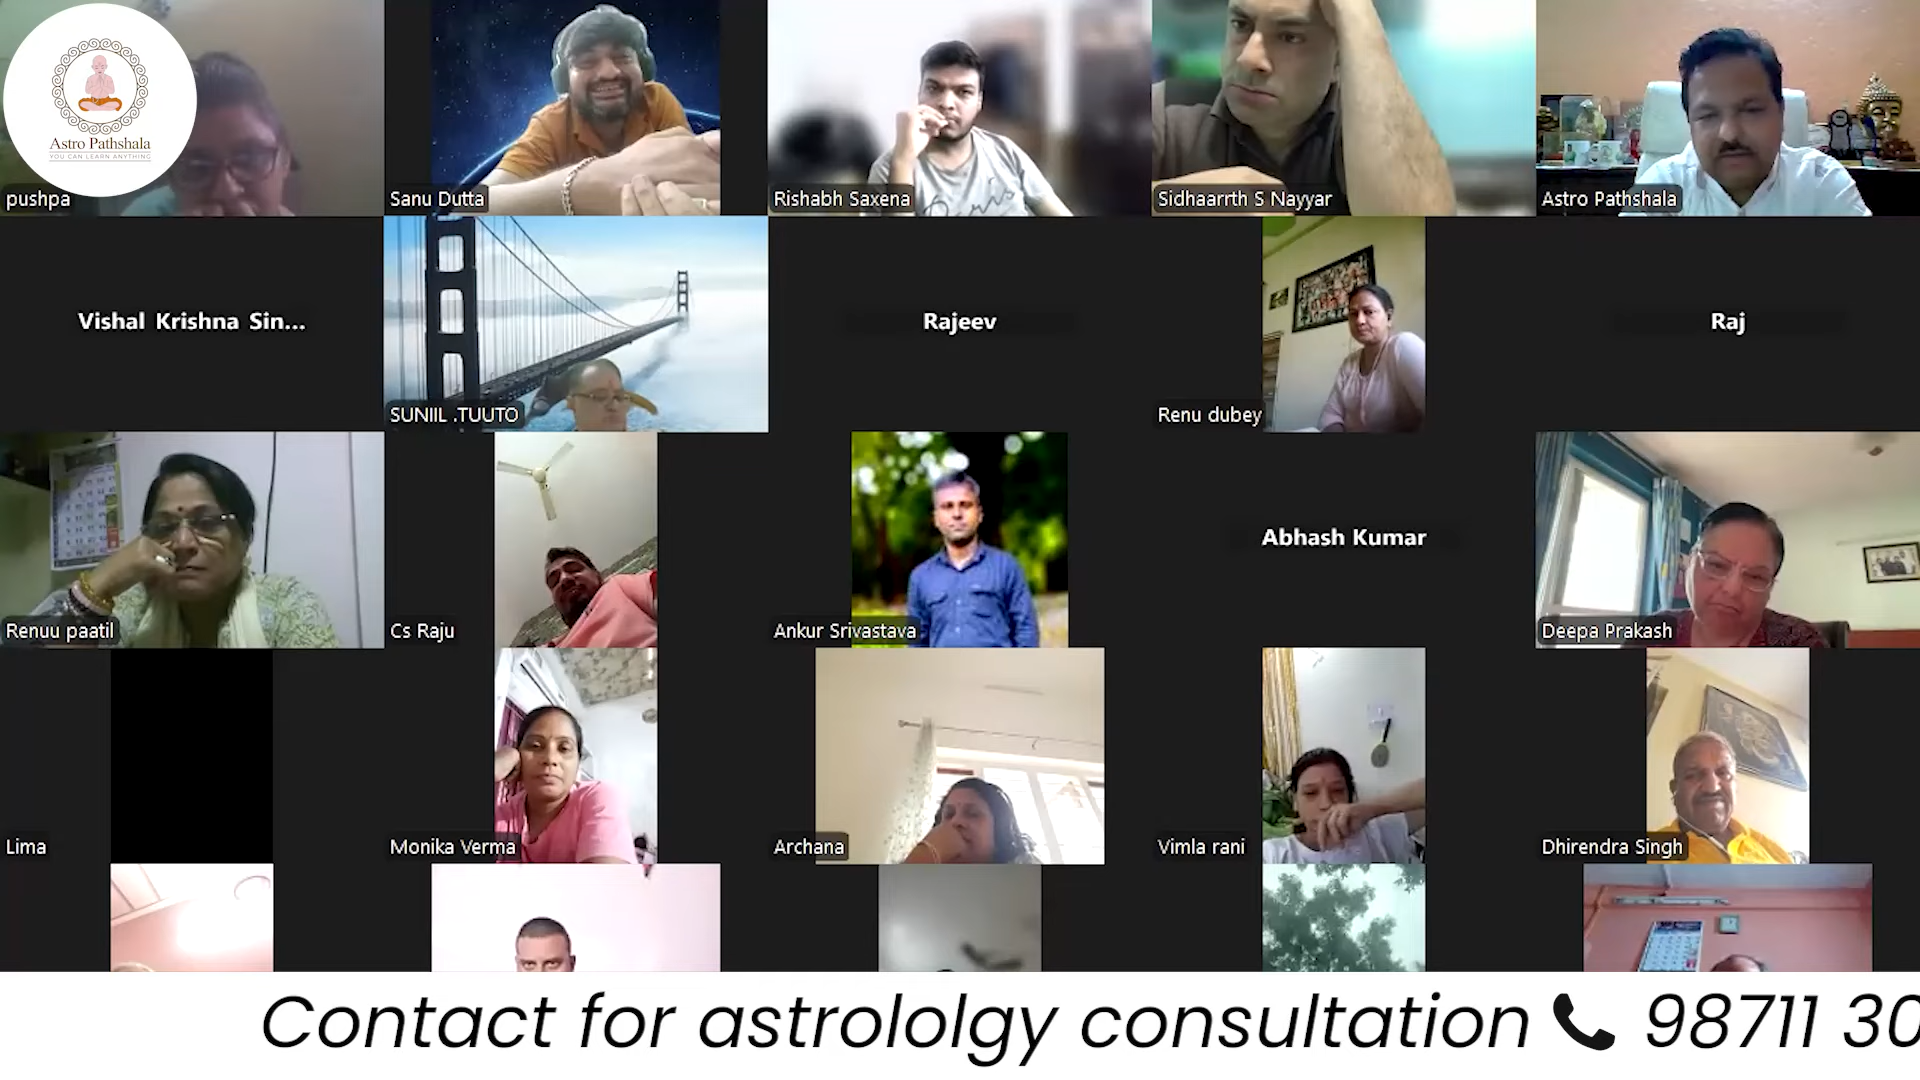 Astro Pathshala
YOU CAN LEARN ANYTHING
pushpa
Sanu Dutta
Rishabh Saxena
Sidhaarrth S Nayyar
Astro Pathshala
Vishal Krishna Sin...
SUNIIL .TUUTO
Rajeev
Renu dubey
Raj
Renuu paatil
Cs Raju
Ankur Srivastava
Abhash Kumar
Deepa Prakash
Lima
Monika Verma
Archana
Vimla rani
Dhirendra Singh
Contact for astrololgy consultation 98711 30